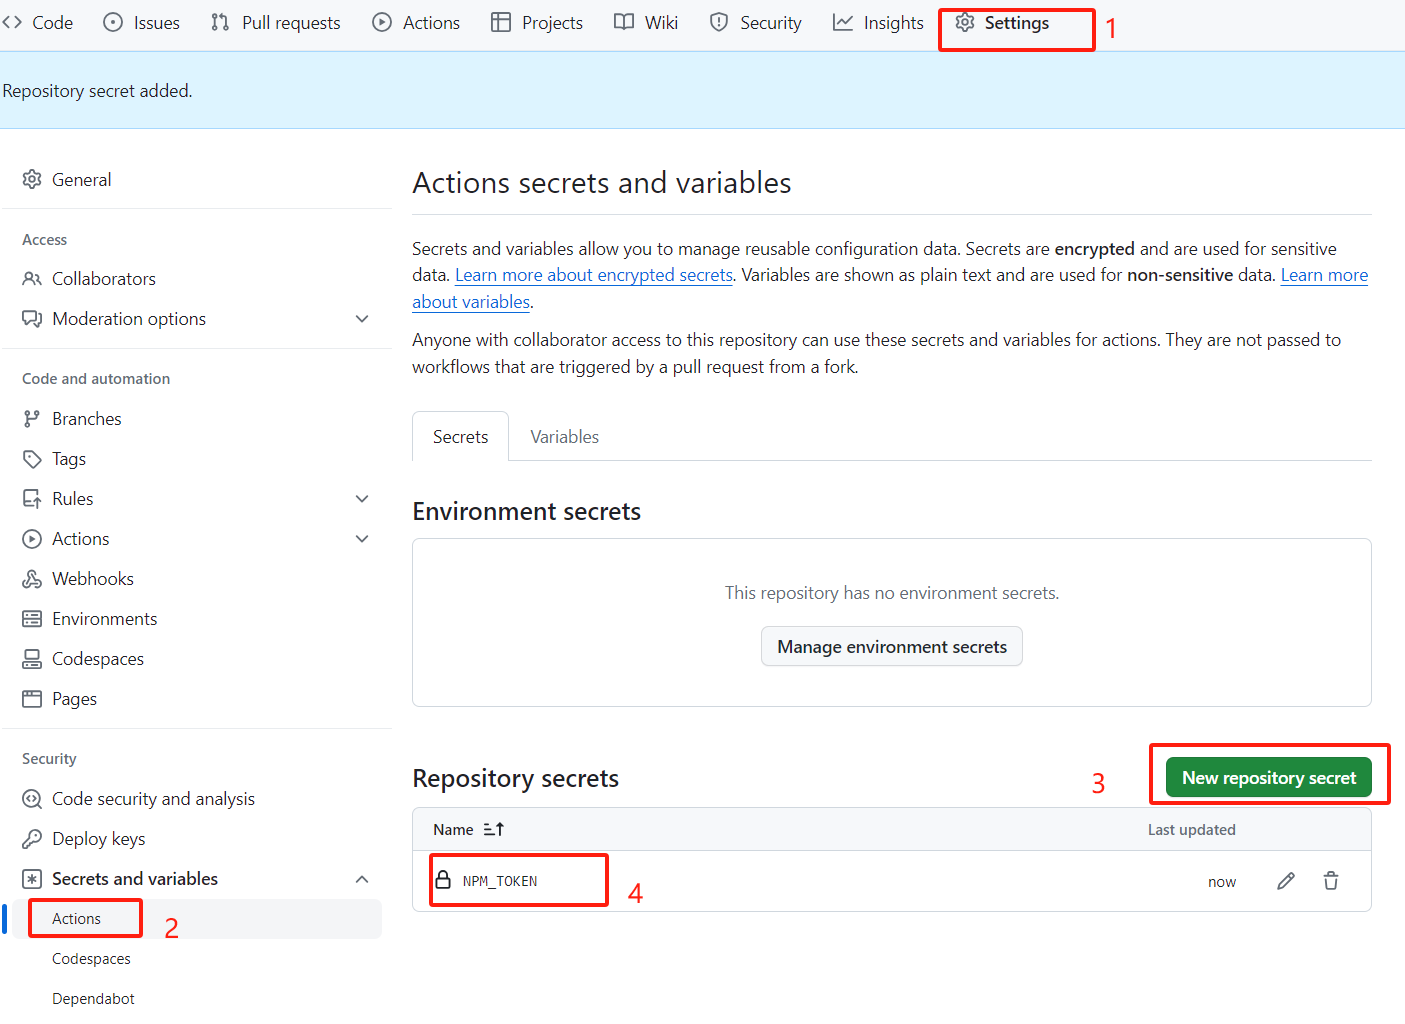 Code Issues Pull requests Actions Projects Wiki Security Insights Settings 1
Repository secret added.
General
Access
Collaborators
Moderation options
Code and automation
Branches
Tags
Rules
Actions
Webhooks
Environments
Codespaces
Pages
Security
Code security and analysis
Deploy keys
Secrets and variables
Actions 2
Codespaces
Dependabot
Actions secrets and variables
Secrets and variables allow you to manage reusable configuration data. Secrets are encrypted and are used for sensitive
data. Learn more about encrypted secrets. Variables are shown as plain text and are used for non-sensitive data. Learn more
about variables.
Anyone with collaborator access to this repository can use these secrets and variables for actions. They are not passed to
workflows that are triggered by a pull request from a fork.
Secrets Variables
Environment secrets
This repository has no environment secrets.
Manage environment secrets
Repository secrets 3 New repository secret
Name Last updated
NPM_TOKEN 4 now